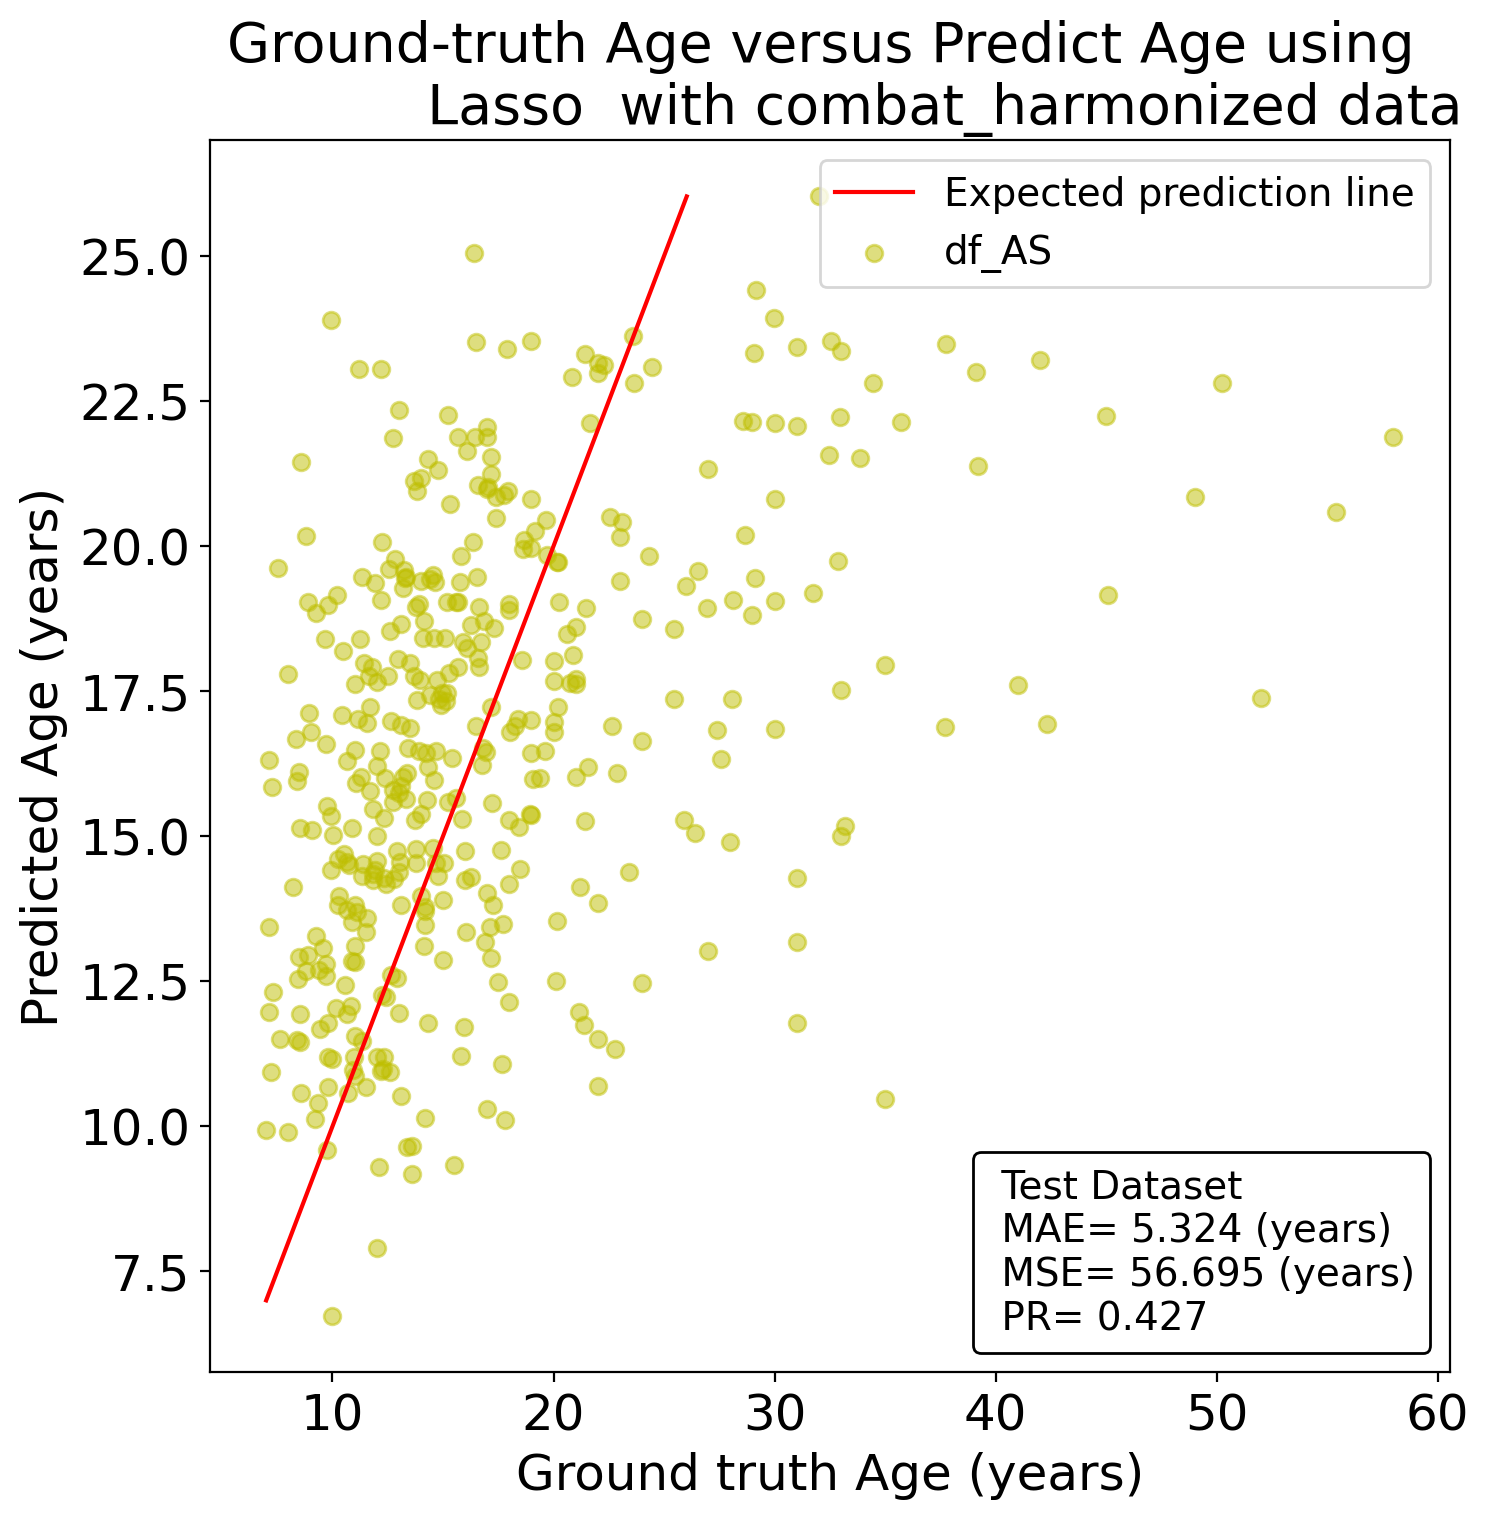 Ground-truth Age versus Predict Age using
Lasso  with combat_harmonized data
Expected prediction line
df_AS
25.0
22.5
20.0
17.5
15.0
12.5
10.0
7.5
Predicted Age (years)
Test Dataset
MAE= 5.324 (years)
MSE= 56.695 (years)
PR= 0.427
10 20 30 40 50 60
Ground truth Age (years)